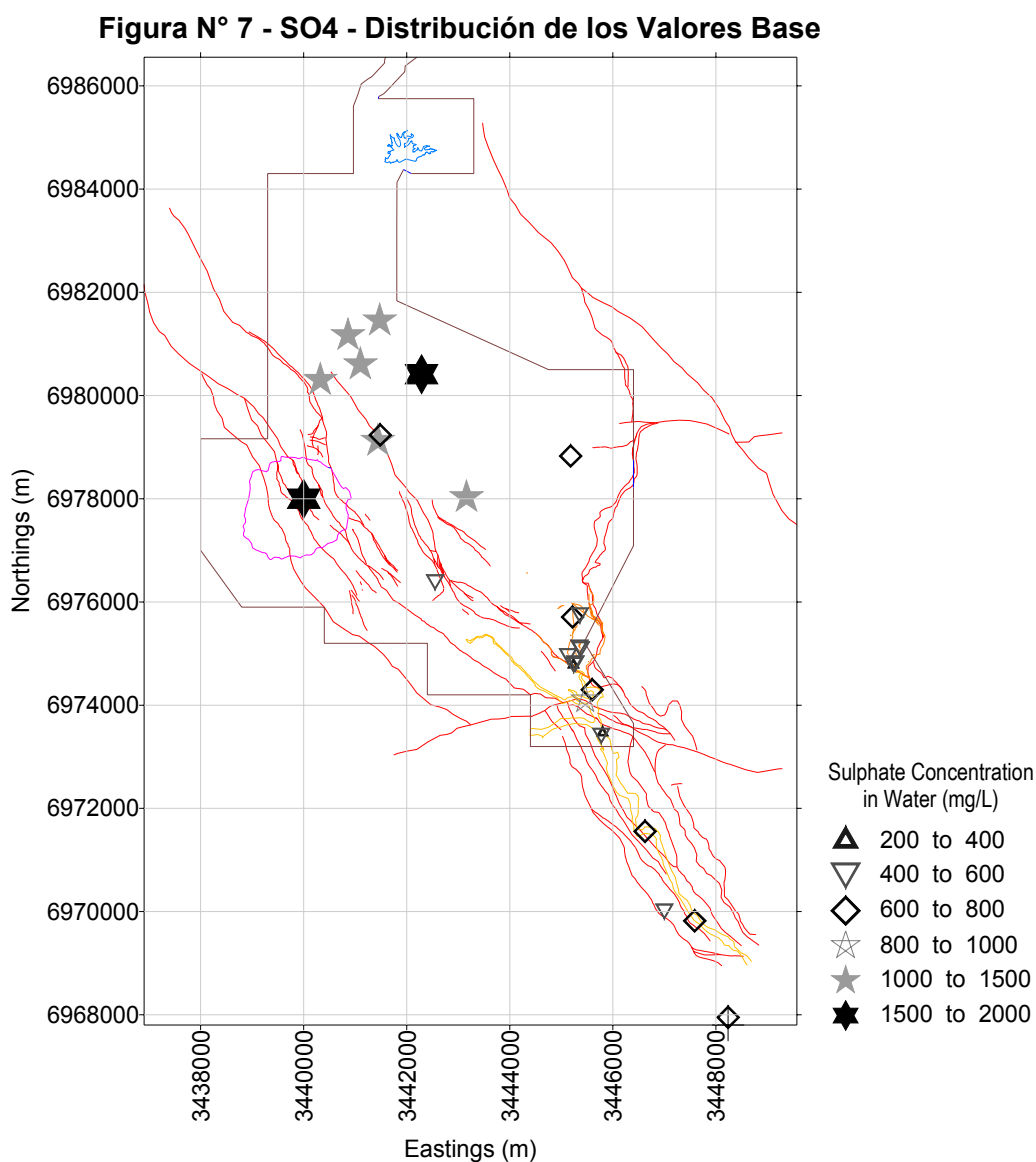 Figura N° 7 - SO4 - Distribución de los Valores Base
6986000
6984000
6982000
6980000
6978000
6976000
6974000
6972000
6970000
6968000
Northings (m)
3438000
3440000
3442000
3444000
3446000
3448000
Eastings (m)
Sulphate Concentration
in Water (mg/L)
200 to 400
400 to 600
600 to 800
800 to 1000
1000 to 1500
1500 to 2000